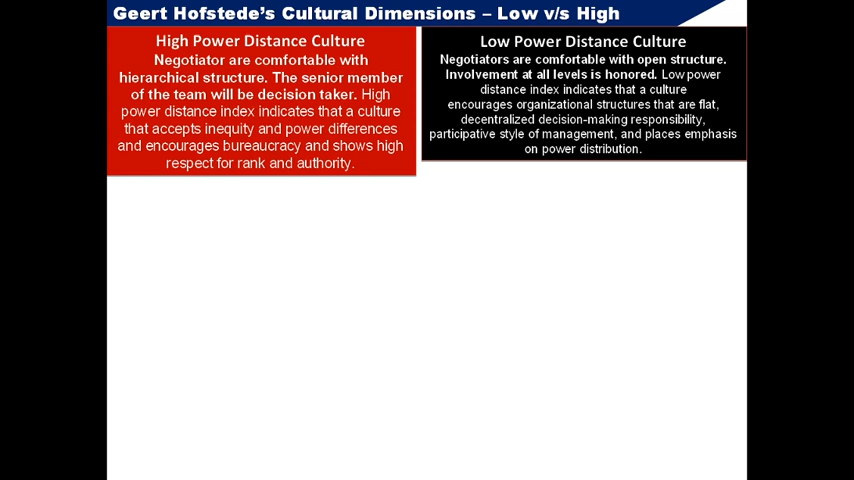 Geert Hofstede's Cultural Dimensions – Low v/s High
High Power Distance Culture
Negotiator are comfortable with
hierarchical structure. The senior member
of the team will be decision taker. High
power distance index indicates that a culture
that accepts inequity and power differences
and encourages bureaucracy and shows high
respect for rank and authority.
Low Power Distance Culture
Negotiators are comfortable with open structure.
Involvement at all levels is honored. Low power
distance index indicates that a culture
encourages organizational structures that are flat,
decentralized decision-making responsibility,
participative style of management, and places emphasis
on power distribution.